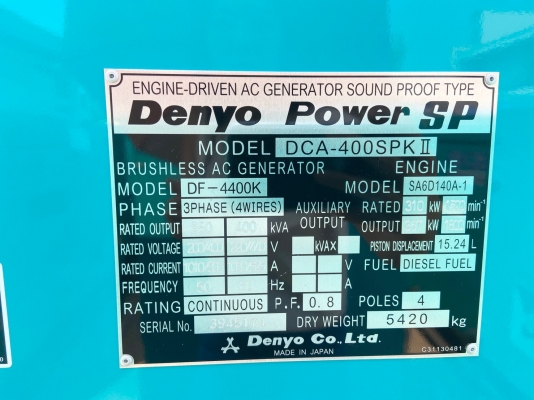 ENGINE-DRIVEN AC GENERATOR SOUND PROOF TYPE
Denyo Power SP
MODEL DCA-400SPKⅡ
BRUSHLESS AC GENERATOR ENGINE
MODEL DF-4400K MODEL SA6D140A-1
PHASE 3PHASE (4WIRES) AUXILIARY OUTPUT RATED OUTPUT 310 kW min⁻¹
RATED OUTPUT 400 kVA kW min⁻¹
RATED VOLTAGE V kVA× PISTON DISPLACEMENT 15.24 L
RATED CURRENT A V FUEL DIESEL FUEL
FREQUENCY 50 Hz A
RATING CONTINUOUS P.F. 0.8 POLES 4
SERIAL No. DRY WEIGHT 5420 kg
Denyo Co.,Ltd.
MADE IN JAPAN
C31130481